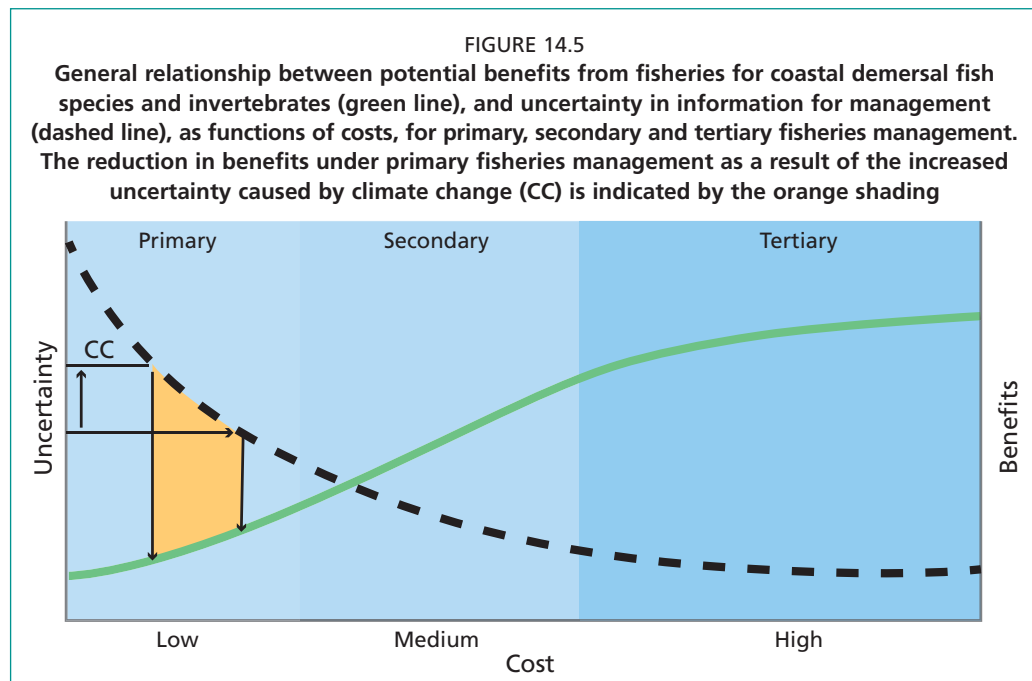 FIGURE 14.5
General relationship between potential benefits from fisheries for coastal demersal fish
species and invertebrates (green line), and uncertainty in information for management
(dashed line), as functions of costs, for primary, secondary and tertiary fisheries management.
The reduction in benefits under primary fisheries management as a result of the increased
uncertainty caused by climate change (CC) is indicated by the orange shading
Primary
Secondary
Tertiary
CC
Uncertainty
Benefits
Low
Medium
High
Cost